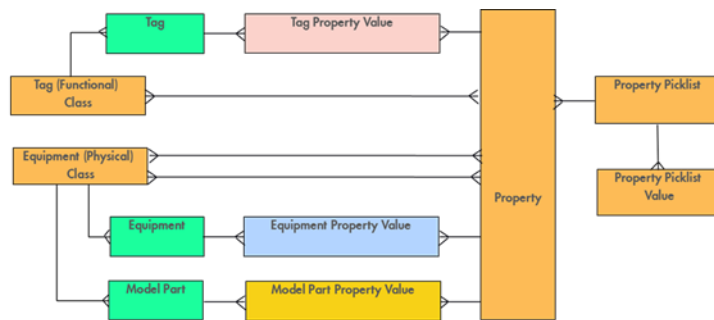 Tag
Tag Property Value
Tag (Functional)
Class
Property Picklist
Equipment (Physical)
Class
Property Picklist
Value
Property
Equipment
Equipment Property Value
Model Part
Model Part Property Value